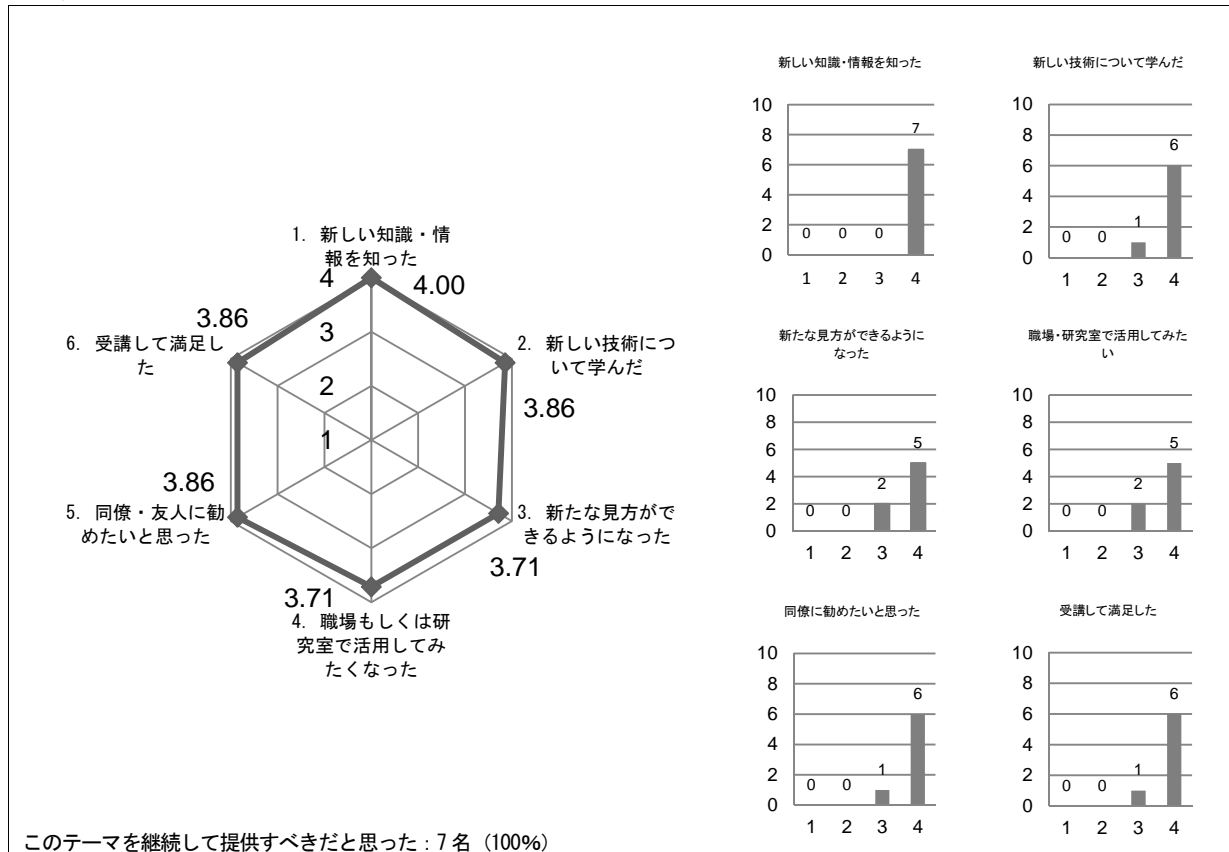 1. 新しい知識・情
報を知った
4
4.00
3.86
6. 受講して満足し
た
3
2. 新しい技術につ
いて学んだ
2
3.86
1
3.86
5. 同僚・友人に勧
めたいと思った
3. 新たな見方がで
きるようになった
3.71
3.71
4. 職場もしくは研
究室で活用してみ
たくなった
新しい知識・情報を知った
10
8
6
4
2
0
0 0 0 7
1 2 3 4
新しい技術について学んだ
10
8
6
4
2
0
0 0 1 6
1 2 3 4
新たな見方ができるように
なった
10
8
6
4
2
0
0 0 2 5
1 2 3 4
職場・研究室で活用してみた
い
10
8
6
4
2
0
0 0 2 5
1 2 3 4
同僚に勧めたいと思った
10
8
6
4
2
0
0 0 1 6
1 2 3 4
受講して満足した
10
8
6
4
2
0
0 0 1 6
1 2 3 4
このテーマを継続して提供すべきだと思った：7名（100%）